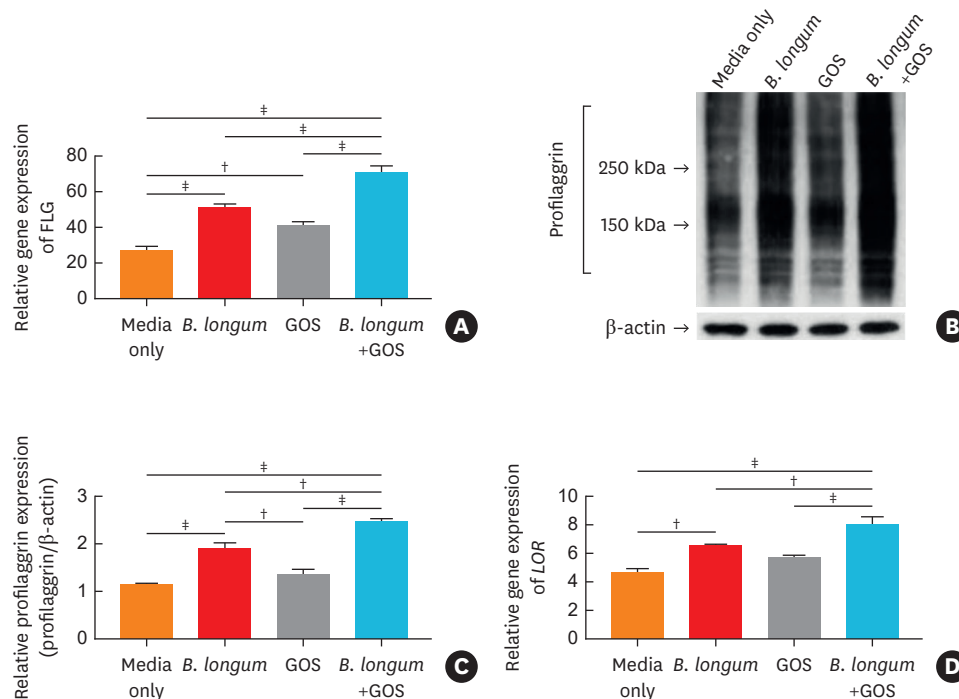 Relative gene expression
of FLG
80
60
40
20
0
‡
‡
‡
†
‡
Media
only
B. longum
GOS
B. longum
+GOS
A
Media only
B. longum
GOS
B. longum
+GOS
Profilaggrin
250 kDa →
150 kDa →
β-actin →
B
Relative profilaggrin expression
(profilaggrin/β-actin)
3
2
1
0
‡
†
‡
†
‡
Media
only
B. longum
GOS
B. longum
+GOS
C
Relative gene expression
of LOR
10
8
6
4
2
0
‡
†
‡
†
Media
only
B. longum
GOS
B. longum
+GOS
D